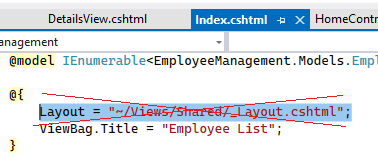 DetailsView.cshtml Index.cshtml HomeContr
anagement
@model IEnumerable<EmployeeManagement.Models.Empl
@{
Layout = "~/Views/Shared/_Layout.cshtml";
ViewBag.Title = "Employee List";
}